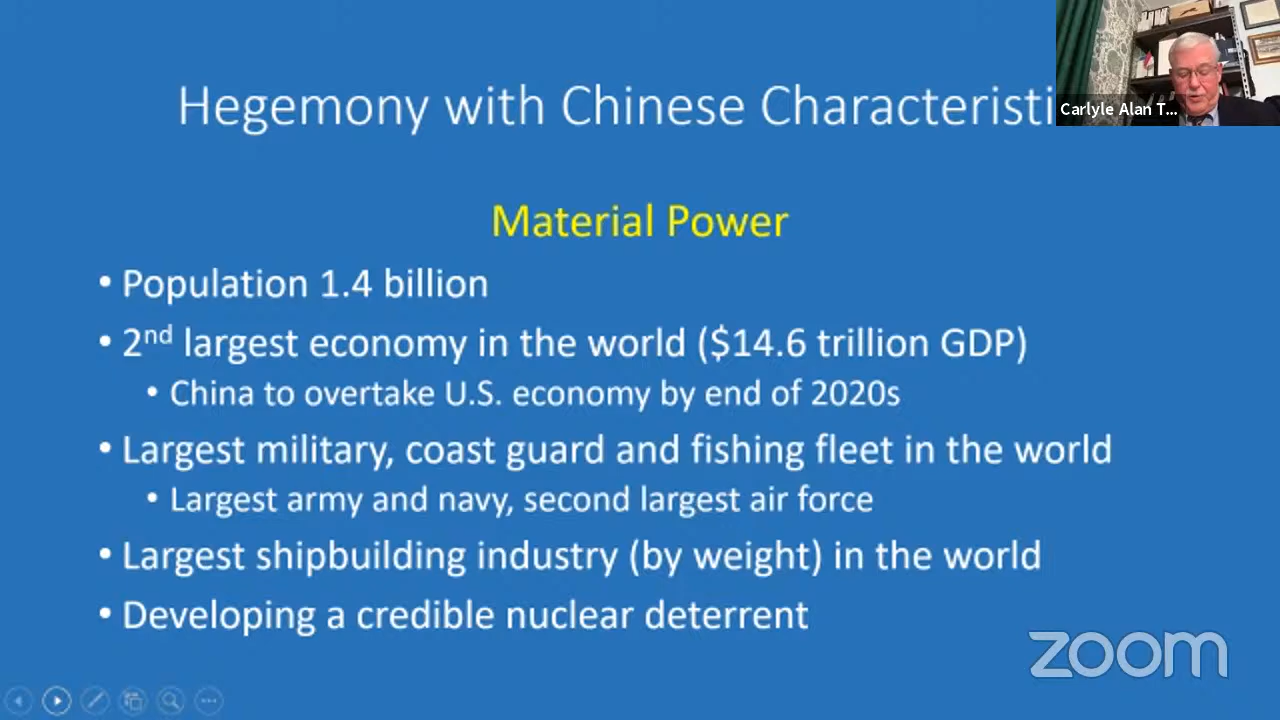 Hegemony with Chinese Characteristi
Carlyle Alan T...
Material Power
• Population 1.4 billion
• 2nd largest economy in the world ($14.6 trillion GDP)
• China to overtake U.S. economy by end of 2020s
• Largest military, coast guard and fishing fleet in the world
• Largest army and navy, second largest air force
• Largest shipbuilding industry (by weight) in the world
• Developing a credible nuclear deterrent
zoom